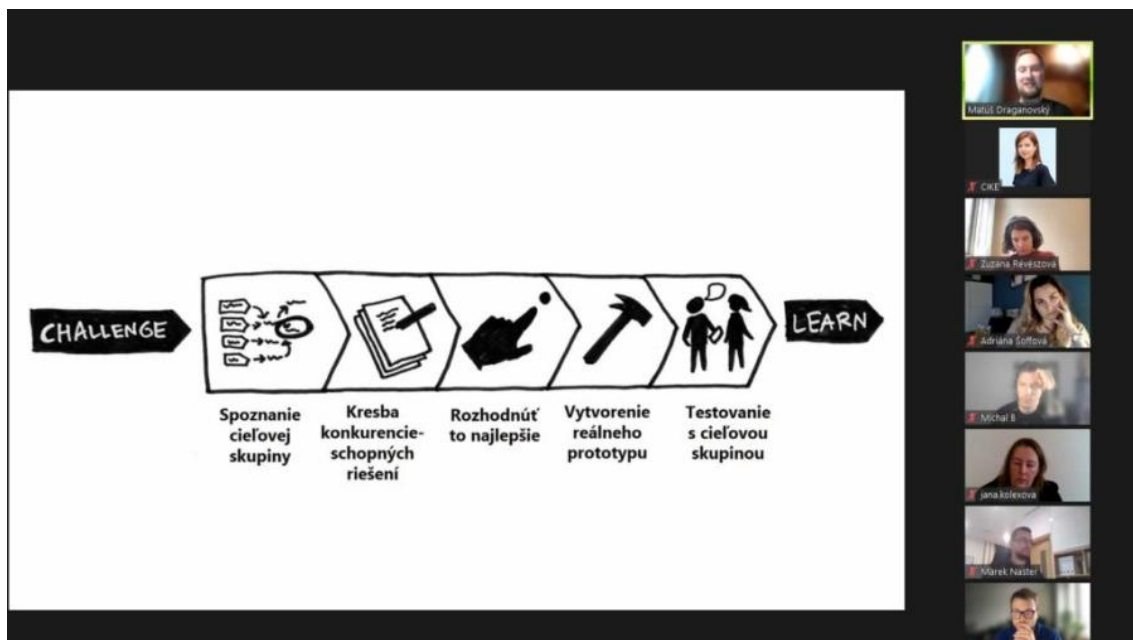 CHALLENGE
LEARN
Spoznanie
cieľovej
skupiny
Kresba
konkurencie-
schopných
riešení
Rozhodnúť
to najlepšie
Vytvorenie
reálneho
prototypu
Testovanie
s cieľovou
skupinou
Matúš Draganovský
CIKE
Zuzana Révészová
Adriána Šoffová
Michal B
jana.kolexova
Marek Naster